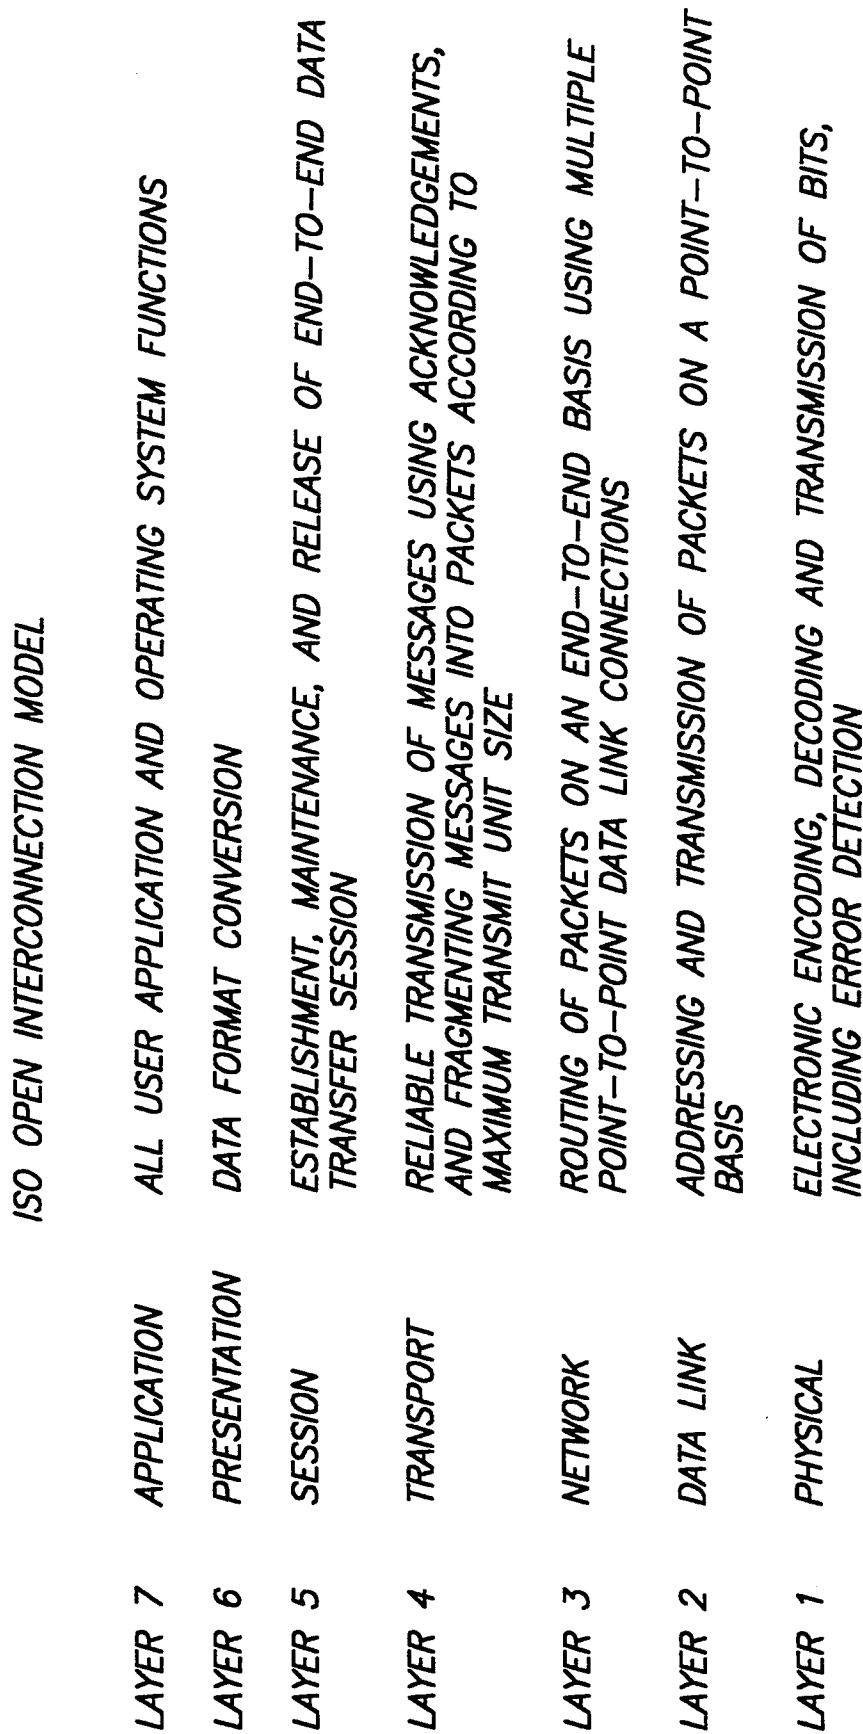 ISO OPEN INTERCONNECTION MODEL
LAYER 7 APPLICATION ALL USER APPLICATION AND OPERATING SYSTEM FUNCTIONS
LAYER 6 PRESENTATION DATA FORMAT CONVERSION
LAYER 5 SESSION ESTABLISHMENT, MAINTENANCE, AND RELEASE OF END-TO-END DATA
TRANSFER SESSION
LAYER 4 TRANSPORT RELIABLE TRANSMISSION OF MESSAGES USING ACKNOWLEDGEMENTS,
AND FRAGMENTING MESSAGES INTO PACKETS ACCORDING TO
MAXIMUM TRANSMIT UNIT SIZE
LAYER 3 NETWORK ROUTING OF PACKETS ON AN END-TO-END BASIS USING MULTIPLE
POINT-TO-POINT DATA LINK CONNECTIONS
LAYER 2 DATA LINK ADDRESSING AND TRANSMISSION OF PACKETS ON A POINT-TO-POINT
BASIS
LAYER 1 PHYSICAL ELECTRONIC ENCODING, DECODING AND TRANSMISSION OF BITS,
INCLUDING ERROR DETECTION